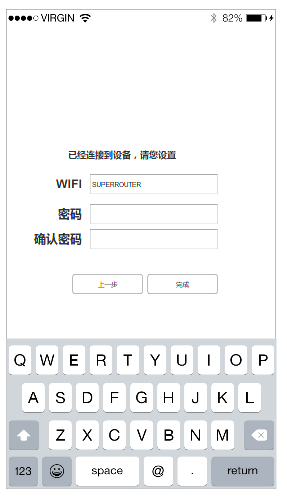 VIRGIN 82%
已经连接到设备，请您设置
WIFI SUPERROUTER
密码
确认密码
上一步 完成
Q W E R T Y U I O P
A S D F G H J K L
Z X C V B N M
123 space @ . return